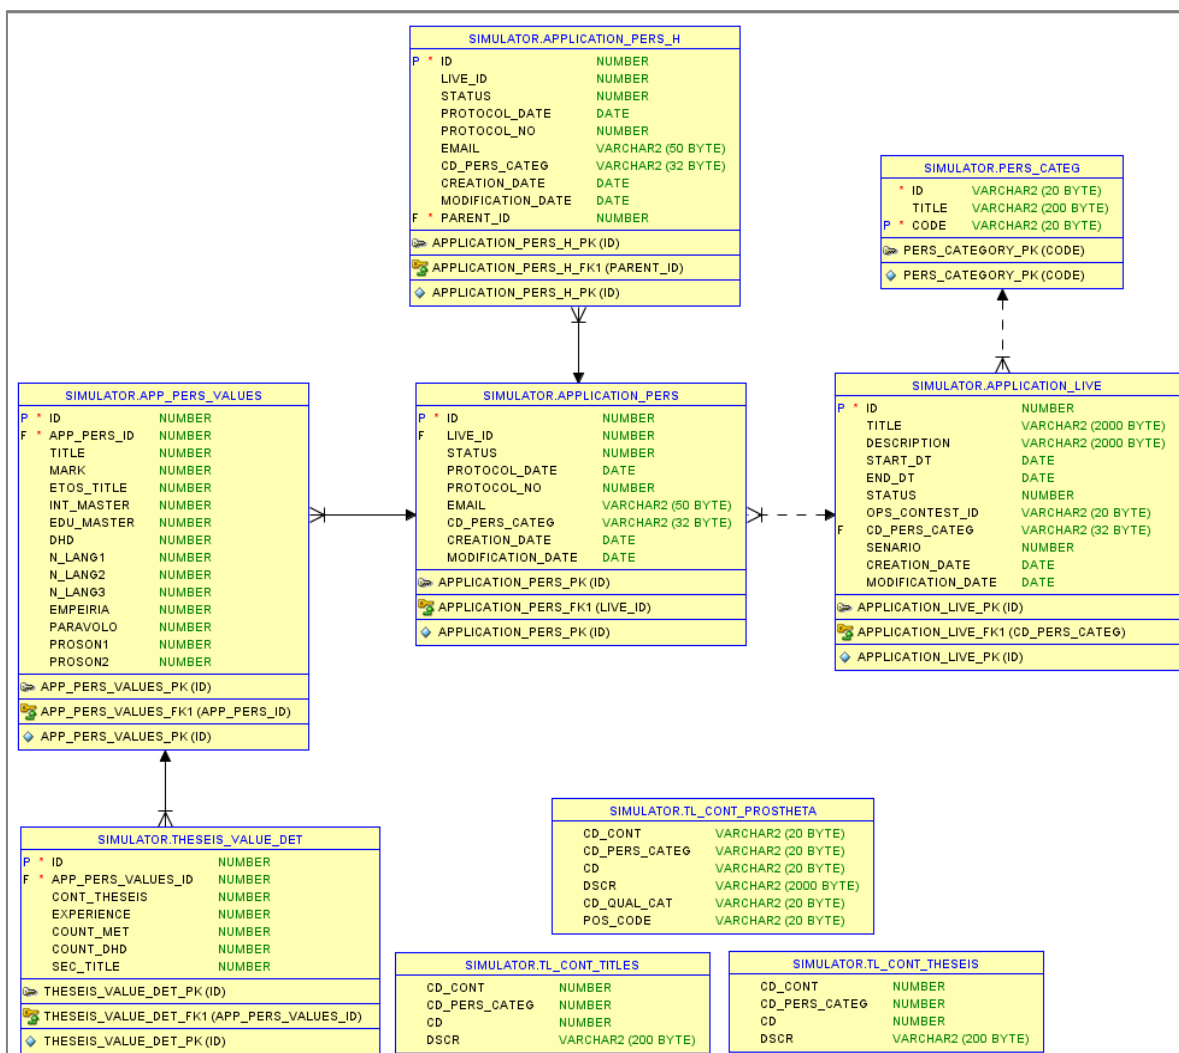 SIMULATOR.APPLICATION_PERS_H
P * ID NUMBER
LIVE_ID NUMBER
STATUS NUMBER
PROTOCOL_DATE DATE
PROTOCOL_NO NUMBER
EMAIL VARCHAR2 (50 BYTE)
CD_PERS_CATEG VARCHAR2 (32 BYTE)
CREATION_DATE DATE
MODIFICATION_DATE DATE
F * PARENT_ID NUMBER
APPLICATION_PERS_H_PK (ID)
APPLICATION_PERS_H_FK1 (PARENT_ID)
APPLICATION_PERS_H_PK (ID)
SIMULATOR.PERS_CATEG
* ID VARCHAR2 (20 BYTE)
TITLE VARCHAR2 (200 BYTE)
P * CODE VARCHAR2 (20 BYTE)
PERS_CATEGORY_PK (CODE)
PERS_CATEGORY_PK (CODE)
SIMULATOR.APP_PERS_VALUES
P * ID NUMBER
F * APP_PERS_ID NUMBER
TITLE NUMBER
MARK NUMBER
ETOS_TITLE NUMBER
INT_MASTER NUMBER
EDU_MASTER NUMBER
DHD NUMBER
N_LANG1 NUMBER
N_LANG2 NUMBER
N_LANG3 NUMBER
EMPEIRIA NUMBER
PARAVOLO NUMBER
PROSON1 NUMBER
PROSON2 NUMBER
APP_PERS_VALUES_PK (ID)
APP_PERS_VALUES_FK1 (APP_PERS_ID)
APP_PERS_VALUES_PK (ID)
SIMULATOR.APPLICATION_PERS
P * ID NUMBER
F LIVE_ID NUMBER
STATUS NUMBER
PROTOCOL_DATE DATE
PROTOCOL_NO NUMBER
EMAIL VARCHAR2 (50 BYTE)
CD_PERS_CATEG VARCHAR2 (32 BYTE)
CREATION_DATE DATE
MODIFICATION_DATE DATE
APPLICATION_PERS_PK (ID)
APPLICATION_PERS_FK1 (LIVE_ID)
APPLICATION_PERS_PK (ID)
SIMULATOR.APPLICATION_LIVE
P * ID NUMBER
TITLE VARCHAR2 (2000 BYTE)
DESCRIPTION VARCHAR2 (2000 BYTE)
START_DT DATE
END_DT DATE
STATUS NUMBER
OPS_CONTEST_ID VARCHAR2 (20 BYTE)
F CD_PERS_CATEG VARCHAR2 (32 BYTE)
SENARIO NUMBER
CREATION_DATE DATE
MODIFICATION_DATE DATE
APPLICATION_LIVE_PK (ID)
APPLICATION_LIVE_FK1 (CD_PERS_CATEG)
APPLICATION_LIVE_PK (ID)
SIMULATOR.THESEIS_VALUE_DET
P * ID NUMBER
F * APP_PERS_VALUES_ID NUMBER
CONT_THESEIS NUMBER
EXPERIENCE NUMBER
COUNT_MET NUMBER
COUNT_DHD NUMBER
SEC_TITLE NUMBER
THESEIS_VALUE_DET_PK (ID)
THESEIS_VALUE_DET_FK1 (APP_PERS_VALUES_ID)
THESEIS_VALUE_DET_PK (ID)
SIMULATOR.TL_CONT_PROSTHETA
CD_CONT VARCHAR2 (20 BYTE)
CD_PERS_CATEG VARCHAR2 (20 BYTE)
CD VARCHAR2 (20 BYTE)
DSCR VARCHAR2 (2000 BYTE)
CD_QUAL_CAT VARCHAR2 (20 BYTE)
POS_CODE VARCHAR2 (20 BYTE)
SIMULATOR.TL_CONT_TITLES
CD_CONT NUMBER
CD_PERS_CATEG NUMBER
CD NUMBER
DSCR VARCHAR2 (200 BYTE)
SIMULATOR.TL_CONT_THESEIS
CD_CONT NUMBER
CD_PERS_CATEG NUMBER
CD NUMBER
DSCR VARCHAR2 (200 BYTE)